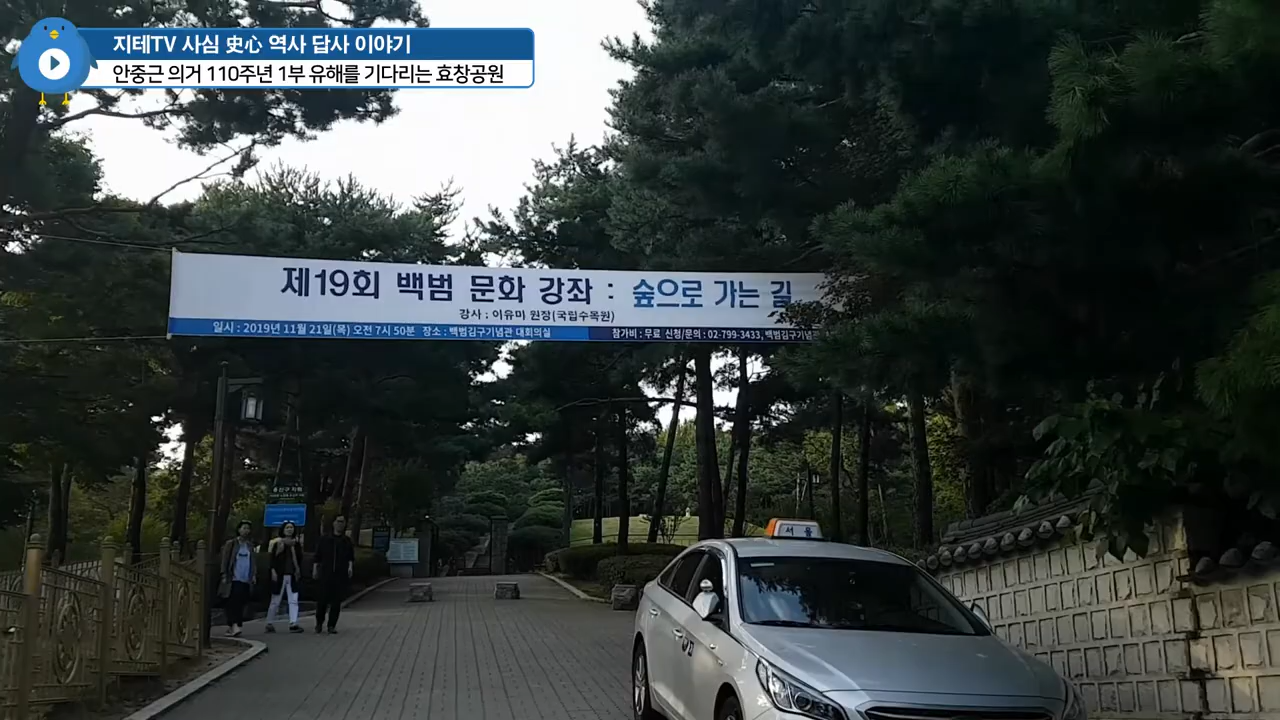 지테TV 사심 史心 역사 답사 이야기
안중근 의거 110주년 1부 유해를 기다리는 효창공원
제19회 백범 문화 강좌 : 숲으로 가는 길
강사 : 이유미 원장(국립수목원)
일시 : 2019년 11월 21일(목) 오전 7시 50분 장소 : 백범김구기념관 대회의실 참가비 : 무료 신청/문의 : 02-799-3433, 백범김구기념
서울